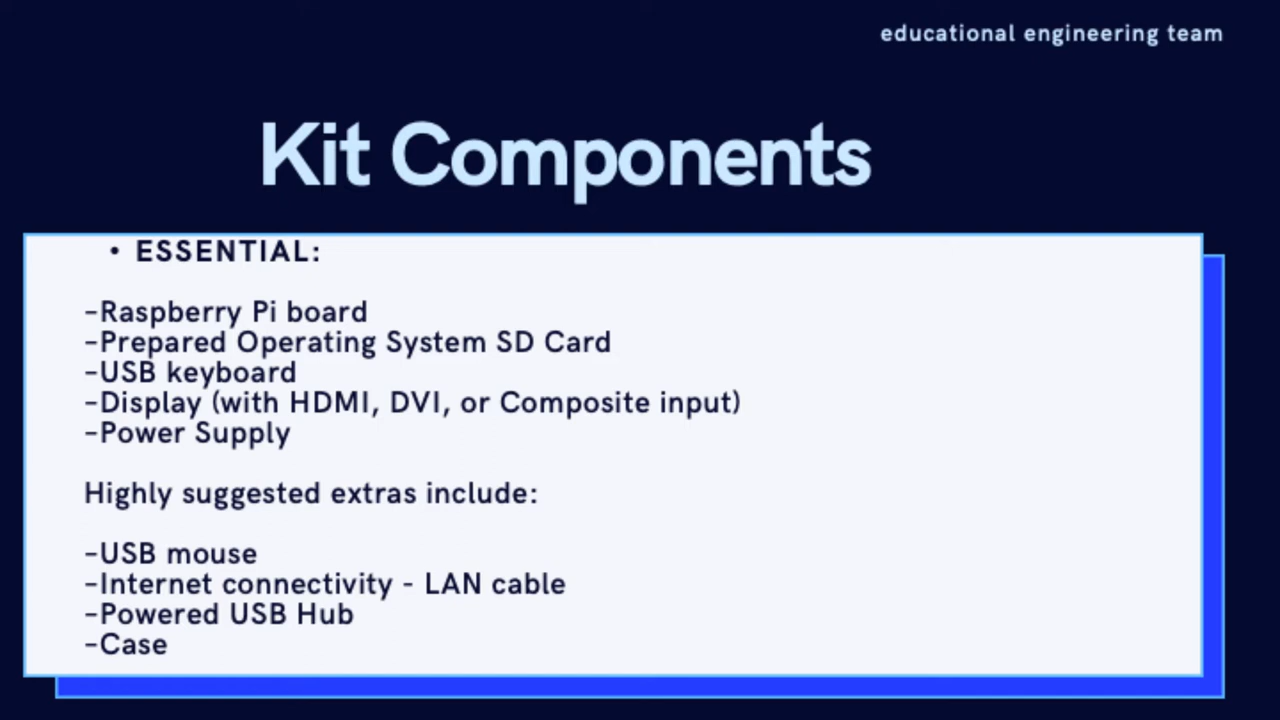 educational engineering team
Kit Components
• ESSENTIAL:
-Raspberry Pi board
-Prepared Operating System SD Card
-USB keyboard
-Display (with HDMI, DVI, or Composite input)
-Power Supply
Highly suggested extras include:
-USB mouse
-Internet connectivity - LAN cable
-Powered USB Hub
-Case